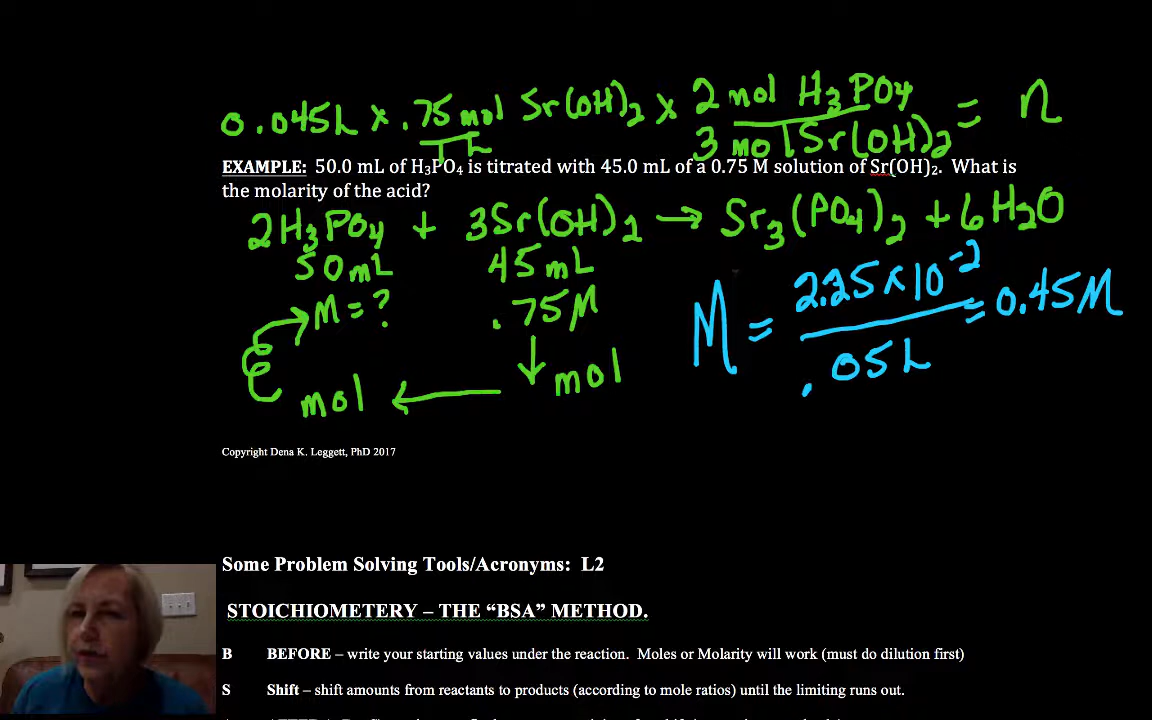 0.045L x .75 mol Sr(OH)2 x 2 mol H3PO4 = n
1 L 3 mol Sr(OH)2
EXAMPLE: 50.0 mL of H₃PO₄ is titrated with 45.0 mL of a 0.75 M solution of Sr(OH)₂. What is
the molarity of the acid?
2H3PO4 + 3Sr(OH)2 → Sr3(PO4)2 + 6H2O
50mL 45mL
M = ? .75M
mol ← mol
M = 2.25 x 10⁻² = 0.45M
.05L
Copyright Dena K. Leggett, PhD 2017
Some Problem Solving Tools/Acronyms: L2
STOICHIOMETERY – THE “BSA” METHOD.
B BEFORE – write your starting values under the reaction. Moles or Molarity will work (must do dilution first)
S Shift – shift amounts from reactants to products (according to mole ratios) until the limiting runs out.